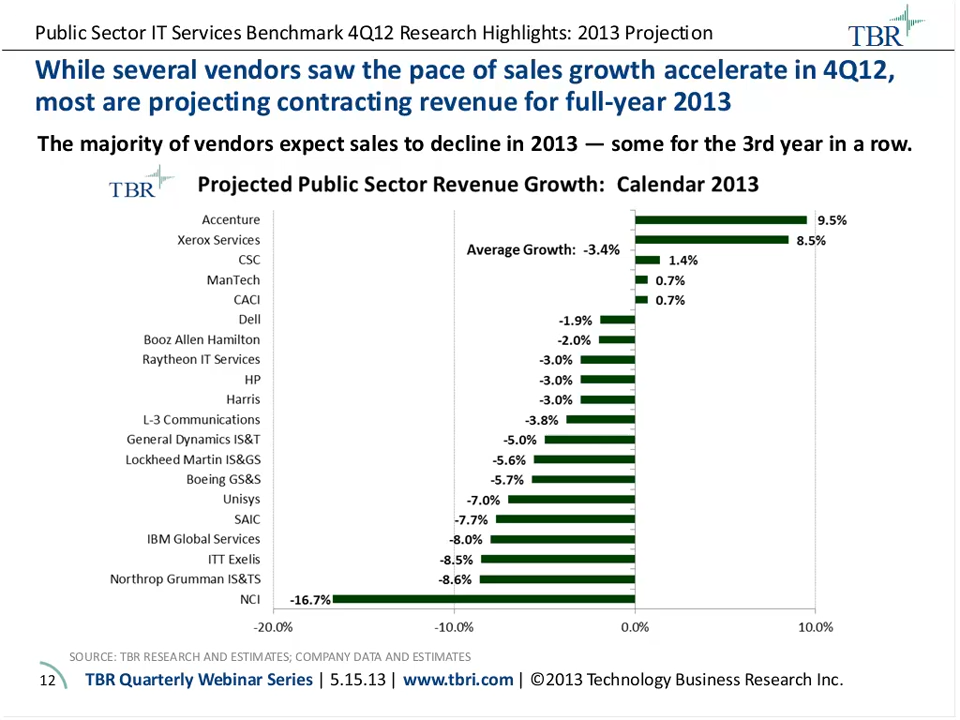 Public Sector IT Services Benchmark 4Q12 Research Highlights: 2013 Projection
TBR
While several vendors saw the pace of sales growth accelerate in 4Q12,
most are projecting contracting revenue for full-year 2013
The majority of vendors expect sales to decline in 2013 — some for the 3rd year in a row.
TBR
Projected Public Sector Revenue Growth: Calendar 2013
Accenture 9.5%
Xerox Services 8.5%
Average Growth: -3.4%
CSC 1.4%
ManTech 0.7%
CACI 0.7%
Dell -1.9%
Booz Allen Hamilton -2.0%
Raytheon IT Services -3.0%
HP -3.0%
Harris -3.0%
L-3 Communications -3.8%
General Dynamics IS&T -5.0%
Lockheed Martin IS&GS -5.6%
Boeing GS&S -5.7%
Unisys -7.0%
SAIC -7.7%
IBM Global Services -8.0%
ITT Exelis -8.5%
Northrop Grumman IS&TS -8.6%
NCI -16.7%
-20.0% -10.0% 0.0% 10.0%
SOURCE: TBR RESEARCH AND ESTIMATES; COMPANY DATA AND ESTIMATES
12 TBR Quarterly Webinar Series | 5.15.13 | www.tbri.com | ©2013 Technology Business Research Inc.